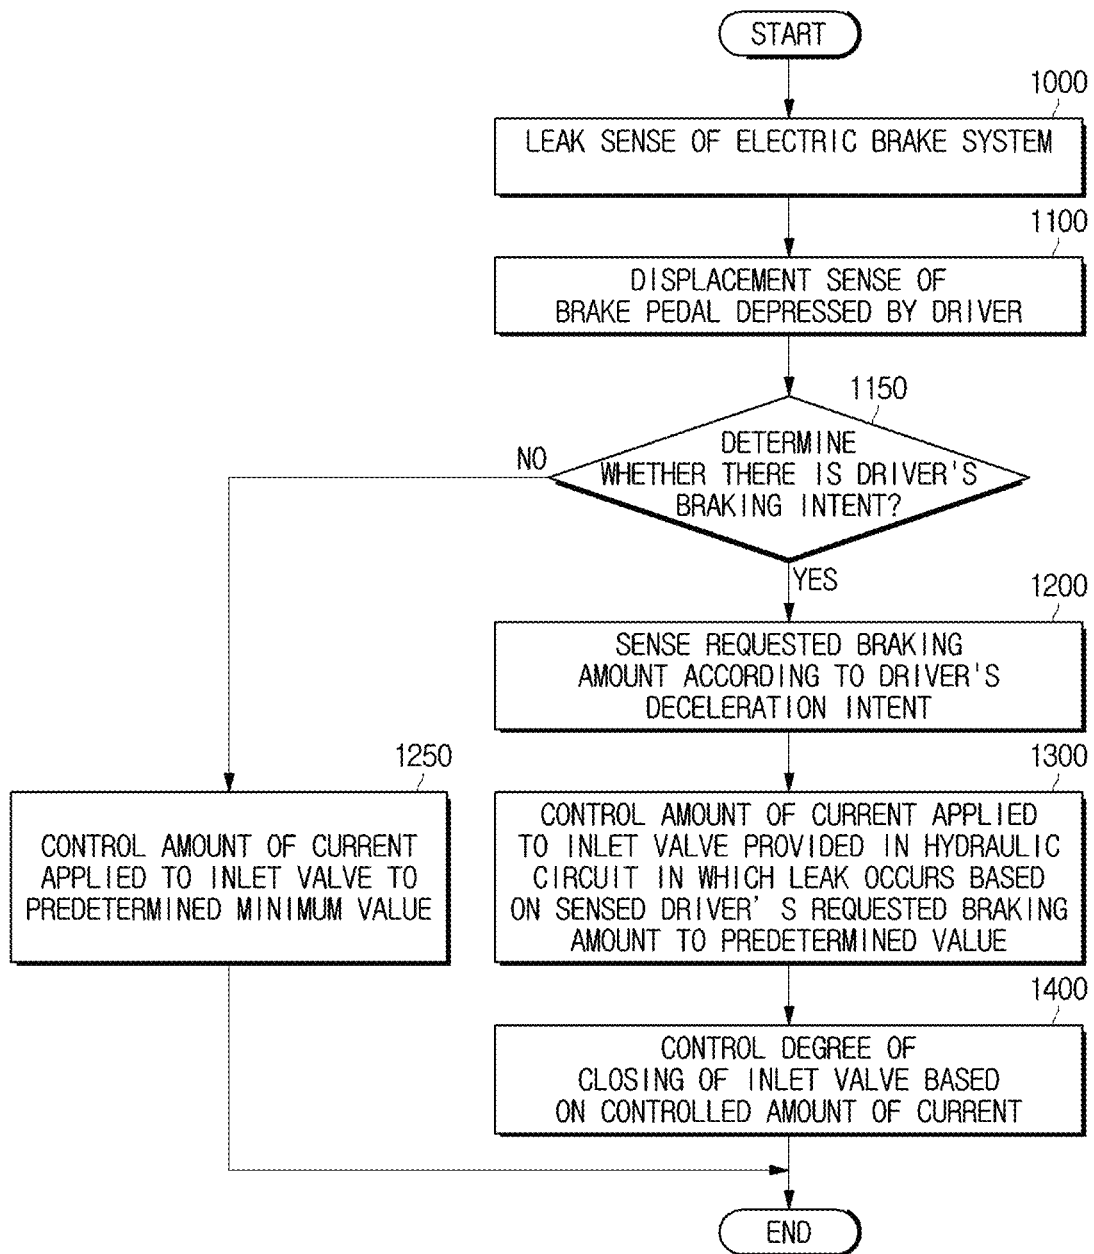 START
1000
LEAK SENSE OF ELECTRIC BRAKE SYSTEM
1100
DISPLACEMENT SENSE OF
BRAKE PEDAL DEPRESSED BY DRIVER
1150
DETERMINE
WHETHER THERE IS DRIVER'S
BRAKING INTENT?
NO
YES
1200
SENSE REQUESTED BRAKING
AMOUNT ACCORDING TO DRIVER'S
DECELERATION INTENT
1250
CONTROL AMOUNT OF CURRENT
APPLIED TO INLET VALVE TO
PREDETERMINED MINIMUM VALUE
1300
CONTROL AMOUNT OF CURRENT APPLIED
TO INLET VALVE PROVIDED IN HYDRAULIC
CIRCUIT IN WHICH LEAK OCCURS BASED
ON SENSED DRIVER' S REQUESTED BRAKING
AMOUNT TO PREDETERMINED VALUE
1400
CONTROL DEGREE OF
CLOSING OF INLET VALVE BASED
ON CONTROLLED AMOUNT OF CURRENT
END